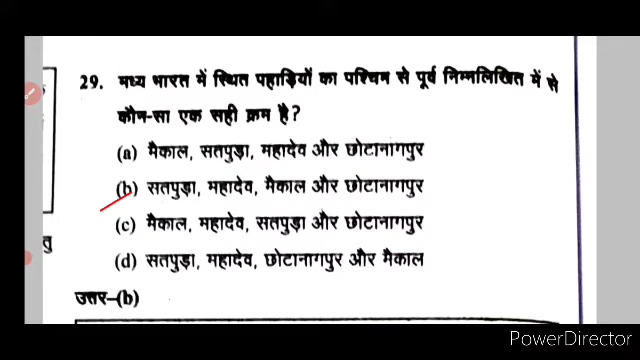 29. मध्य भारत में स्थित पहाड़ियों का पश्चिम से पूर्व निम्नलिखित में से
कौन-सा एक सही क्रम है?
(a) मैकाल, सतपुड़ा, महादेव और छोटानागपुर
(b) सतपुड़ा, महादेव, मैकाल और छोटानागपुर
(c) मैकाल, महादेव, सतपुड़ा और छोटानागपुर
(d) सतपुड़ा, महादेव, छोटानागपुर और मैकाल
तु
उत्तर–(b)
PowerDirector